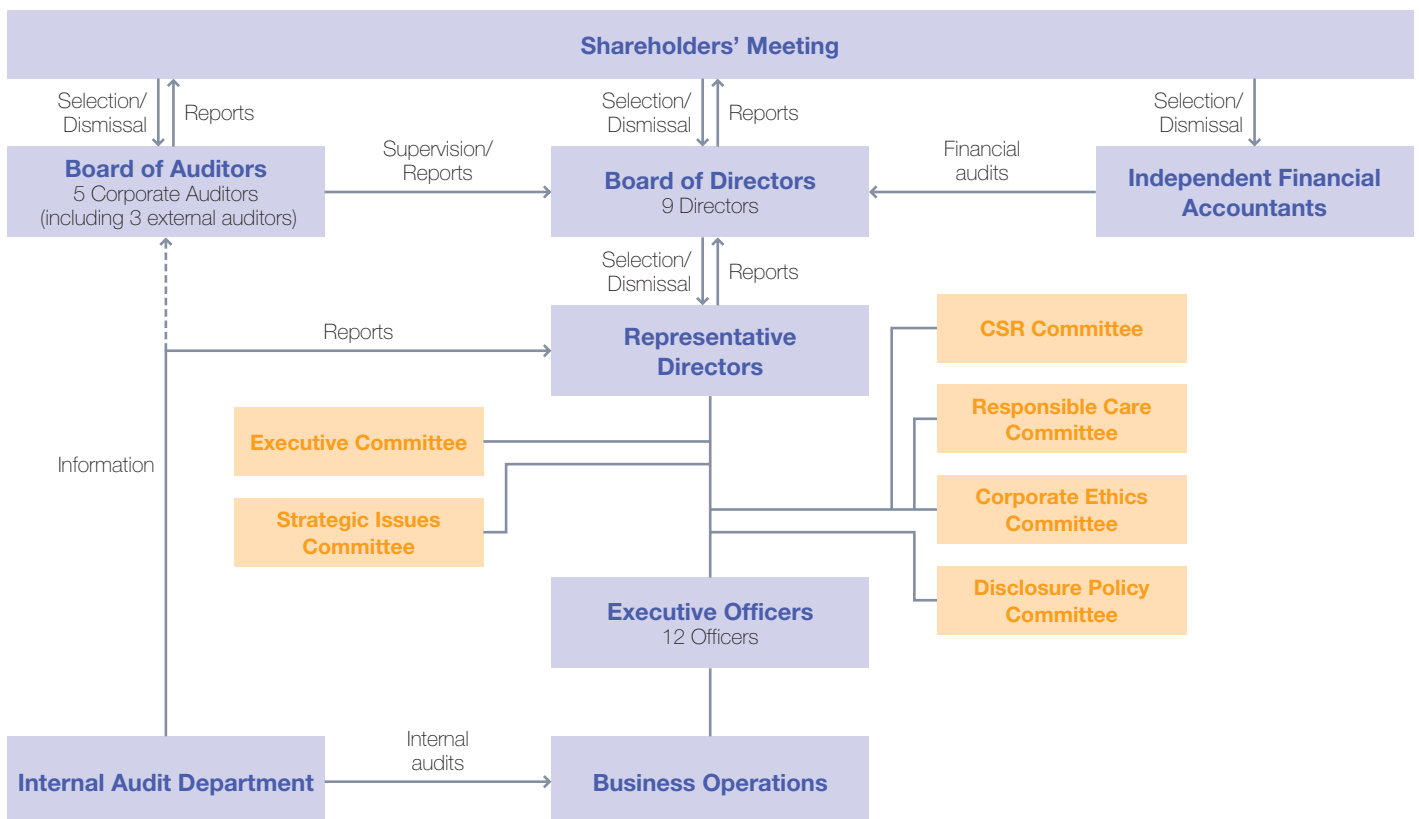 Shareholders’ Meeting
Selection/
Dismissal
Reports
Selection/
Dismissal
Reports
Selection/
Dismissal
Board of Auditors
5 Corporate Auditors
(including 3 external auditors)
Supervision/
Reports
Board of Directors
9 Directors
Financial
audits
Independent Financial
Accountants
Selection/
Dismissal
Reports
Reports
Representative
Directors
CSR Committee
Responsible Care
Committee
Executive Committee
Information
Strategic Issues
Committee
Corporate Ethics
Committee
Disclosure Policy
Committee
Executive Officers
12 Officers
Internal Audit Department
Internal
audits
Business Operations